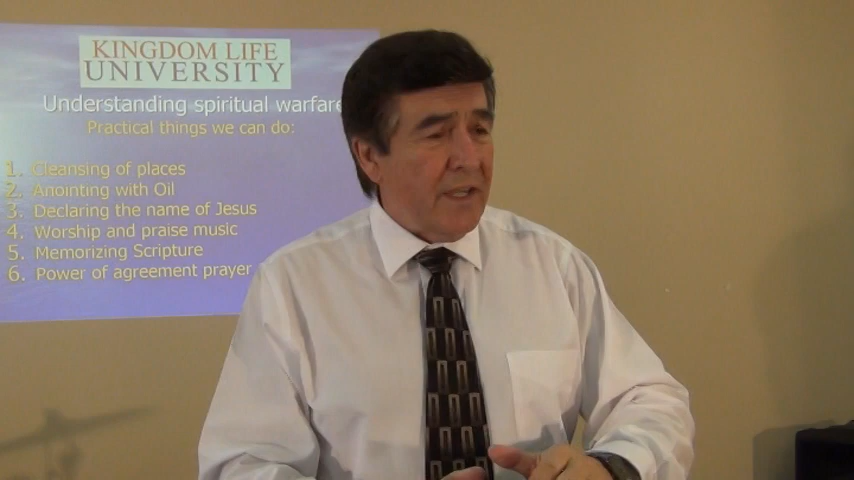 KINGDOM LIFE
UNIVERSITY
Understanding spiritual warfare
Practical things we can do:
1. Cleansing of places
2. Anointing with Oil
3. Declaring the name of Jesus
4. Worship and praise music
5. Memorizing Scripture
6. Power of agreement prayer